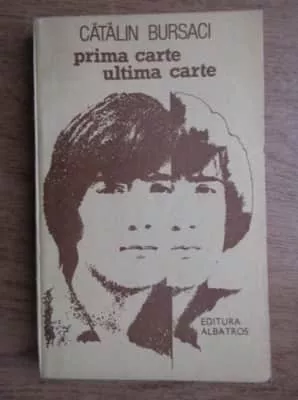 CĂTĂLIN BURSACI
prima carte
ultima carte
EDITURA
ALBATROS